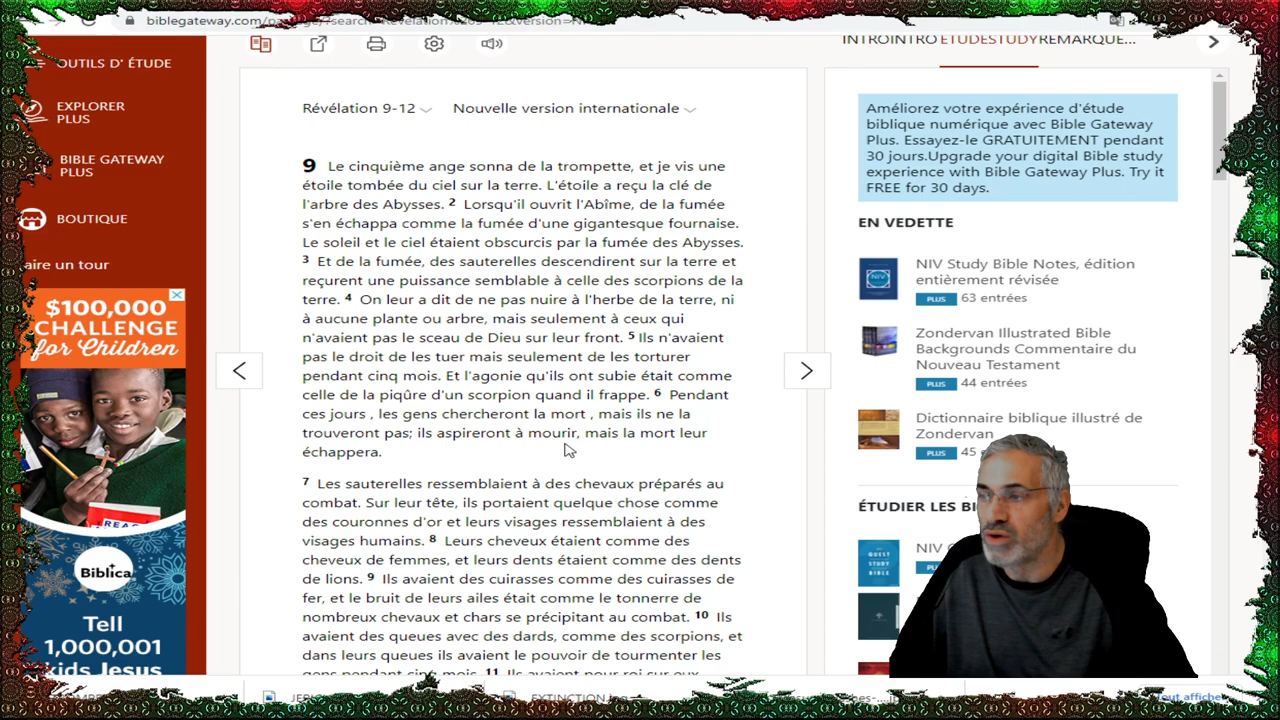 biblegateway.com/
OUTILS D' ÉTUDE
EXPLORER
PLUS
BIBLE GATEWAY
PLUS
BOUTIQUE
aire un tour
$100,000
CHALLENGE
for Children
REAC
Biblica
Tell
1,000,001
kids Jesus
Révélation 9-12
Nouvelle version internationale
9 Le cinquième ange sonna de la trompette, et je vis une
étoile tombée du ciel sur la terre. L'étoile a reçu la clé de
l'arbre des Abysses. 2 Lorsqu'il ouvrit l'Abîme, de la fumée
s'en échappa comme la fumée d'une gigantesque fournaise.
Le soleil et le ciel étaient obscurcis par la fumée des Abysses.
3 Et de la fumée, des sauterelles descendirent sur la terre et
reçurent une puissance semblable à celle des scorpions de la
terre. 4 On leur a dit de ne pas nuire à l'herbe de la terre, ni
à aucune plante ou arbre, mais seulement à ceux qui
n'avaient pas le sceau de Dieu sur leur front. 5 Ils n'avaient
pas le droit de les tuer mais seulement de les torturer
pendant cinq mois. Et l'agonie qu'ils ont subie était comme
celle de la piqûre d'un scorpion quand il frappe. 6 Pendant
ces jours , les gens chercheront la mort , mais ils ne la
trouveront pas; ils aspireront à mourir, mais la mort leur
échappera.
7 Les sauterelles ressemblaient à des chevaux préparés au
combat. Sur leur tête, ils portaient quelque chose comme
des couronnes d'or et leurs visages ressemblaient à des
visages humains. 8 Leurs cheveux étaient comme des
cheveux de femmes, et leurs dents étaient comme des dents
de lions. 9 Ils avaient des cuirasses comme des cuirasses de
fer, et le bruit de leurs ailes était comme le tonnerre de
nombreux chevaux et chars se précipitant au combat. 10 Ils
avaient des queues avec des dards, comme des scorpions, et
dans leurs queues ils avaient le pouvoir de tourmenter les
gens pendant cinq mois. 11 Ils avaient pour roi sur eux
INTROINTRO ÉTUDESTUDYREMARQUE...
Améliorez votre expérience d'étude
biblique numérique avec Bible Gateway
Plus. Essayez-le GRATUITEMENT pendant
30 jours.Upgrade your digital Bible study
experience with Bible Gateway Plus. Try it
FREE for 30 days.
EN VEDETTE
NIV
NIV Study Bible Notes, édition
entièrement révisée
PLUS 63 entrées
Zondervan Illustrated Bible
Backgrounds Commentaire du
Nouveau Testament
PLUS 44 entrées
Dictionnaire biblique illustré de
Zondervan
PLUS 45
ÉTUDIER LES BI
QUEST
STUDY
BIBLE
NIV
EXTINCTION
tout affiche